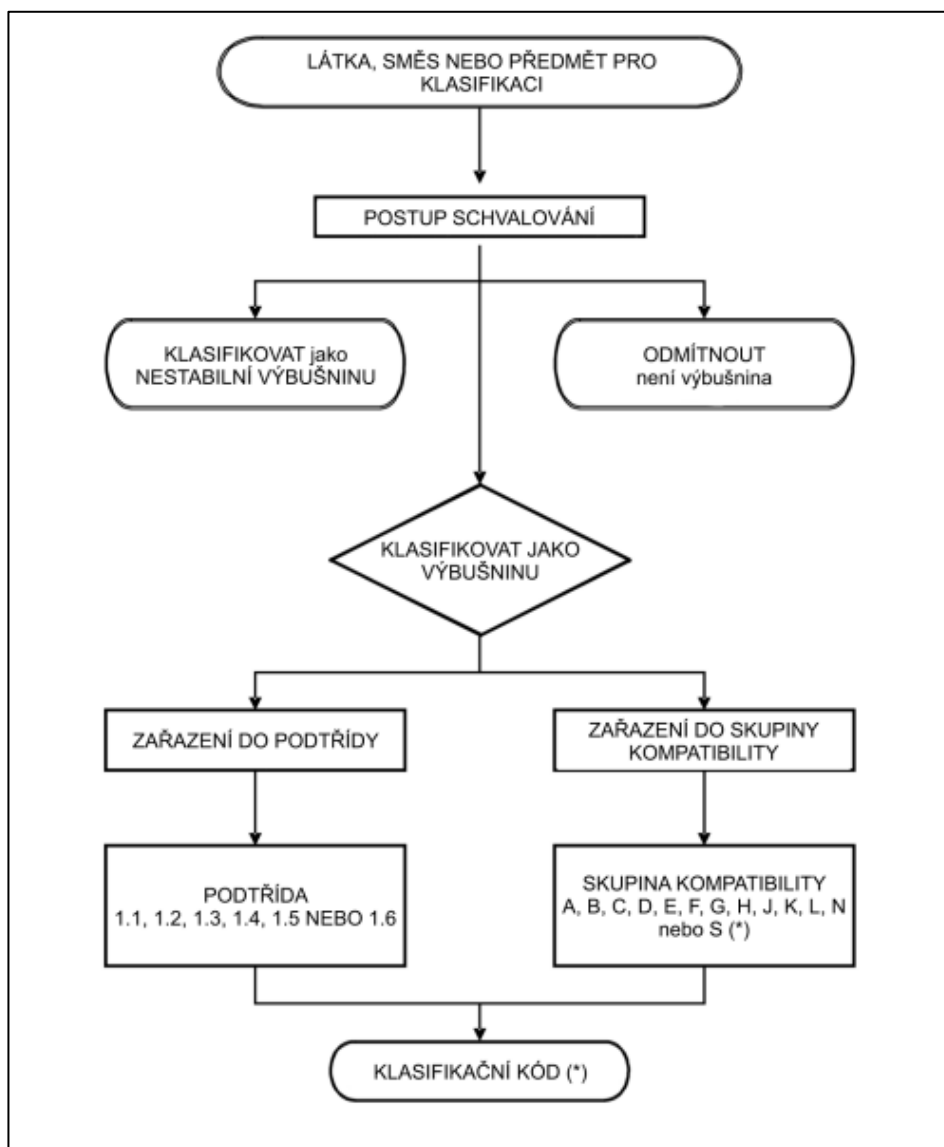 LÁTKA, SMĚS NEBO PŘEDMĚT PRO
KLASIFIKACI
POSTUP SCHVALOVÁNÍ
KLASIFIKOVAT jako
NESTABILNÍ VÝBUŠNINU
ODMÍTNOUT
není výbušnina
KLASIFIKOVAT JAKO
VÝBUŠNINU
ZAŘAZENÍ DO PODTŘÍDY
ZAŘAZENÍ DO SKUPINY
KOMPATIBILITY
PODTŘÍDA
1.1, 1.2, 1.3, 1.4, 1.5 NEBO 1.6
SKUPINA KOMPATIBILITY
A, B, C, D, E, F, G, H, J, K, L, N
nebo S (*)
KLASIFIKAČNÍ KÓD (*)